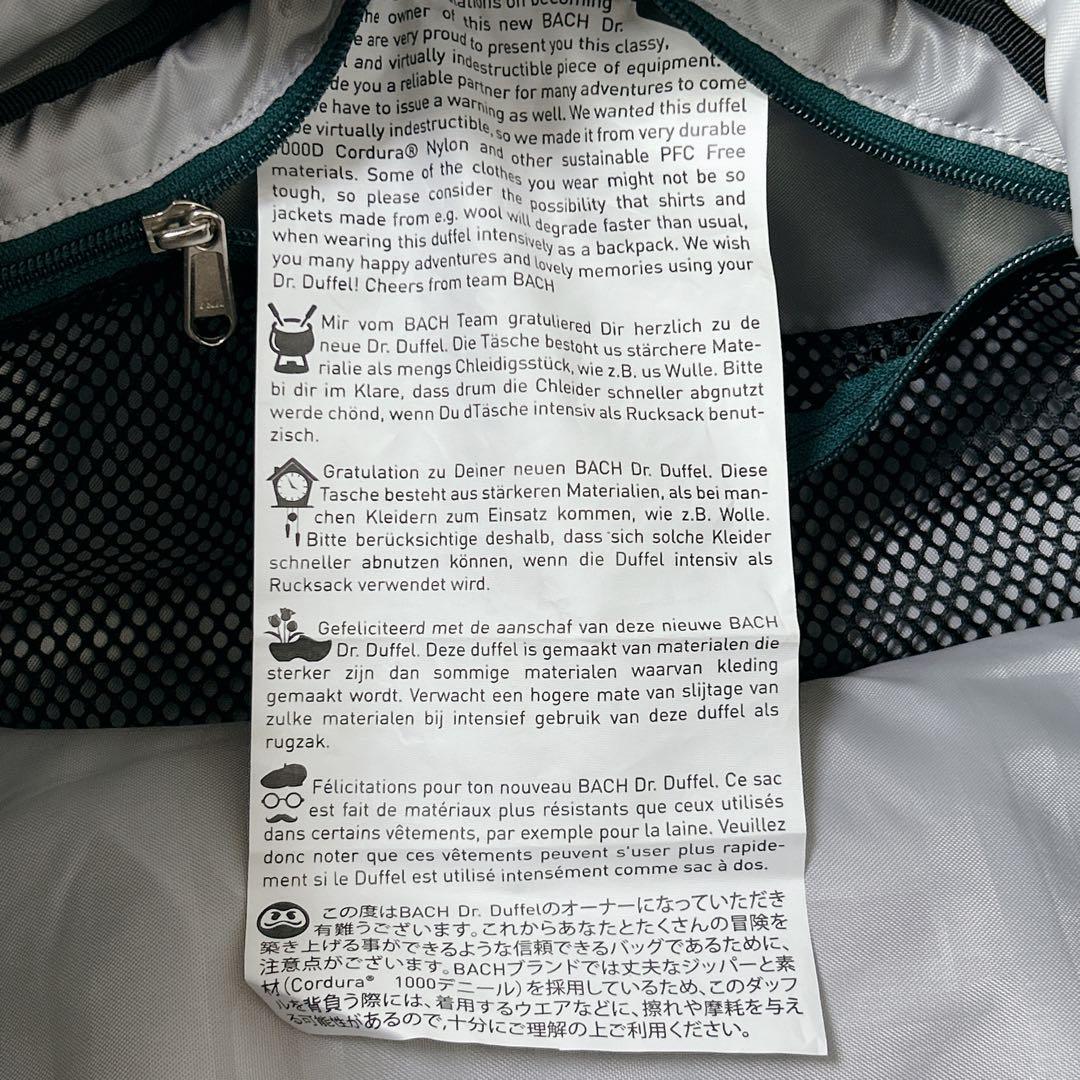 on becoming
the owner of this new BACH Dr.
are very proud to present you this classy,
and virtually indestructible piece of equipment.
you a reliable partner for many adventures to come
have to issue a warning as well. We wanted this duffel
be virtually indestructible, so we made it from very durable
1000D Cordura® Nylon and other sustainable PFC Free
materials. Some of the clothes you wear might not be so
tough, so please consider the possibility that shirts and
jackets made from e.g. wool will degrade faster than usual,
when wearing this duffel intensively as a backpack. We wish
you many happy adventures and lovely memories using your
Dr. Duffel! Cheers from team BACH
Mir vom BACH Team gratuliered Dir herzlich zu de
neue Dr. Duffel. Die Täsche bestoht us stärchere Mate-
rialie als mengs Chleidigsstück, wie z.B. us Wulle. Bitte
bi dir im Klare, dass drum die Chleider schneller abgnutzt
werde chönd, wenn Du dTäsche intensiv als Rucksack benut-
zisch.
Gratulation zu Deiner neuen BACH Dr. Duffel. Diese
Tasche besteht aus stärkeren Materialien, als bei man-
chen Kleidern zum Einsatz kommen, wie z.B. Wolle.
Bitte berücksichtige deshalb, dass sich solche Kleider
schneller abnutzen können, wenn die Duffel intensiv als
Rucksack verwendet wird.
Gefeliciteerd met de aanschaf van deze nieuwe BACH
Dr. Duffel. Deze duffel is gemaakt van materialen die
sterker zijn dan sommige materialen waarvan kleding
gemaakt wordt. Verwacht een hogere mate van slijtage van
zulke materialen bij intensief gebruik van deze duffel als
rugzak.
Félicitations pour ton nouveau BACH Dr. Duffel. Ce sac
est fait de matériaux plus résistants que ceux utilisés
dans certains vêtements, par exemple pour la laine. Veuillez
donc noter que ces vêtements peuvent s'user plus rapide-
ment si le Duffel est utilisé intensément comme sac à dos.
この度はBACH Dr. Duffelのオーナーになっていただき
有難うございます。これからあなたとたくさんの冒険を
築き上げる事ができるような信頼できるバッグであるために、
注意点がございます。BACHブランドでは丈夫なジッパーと素
材(Cordura® 1000デニール)を採用しているため、このダッフ
ルを背負う際には、着用するウエアなどに、擦れや摩耗を与え
る可能性があるので,十分にご理解の上ご利用ください。